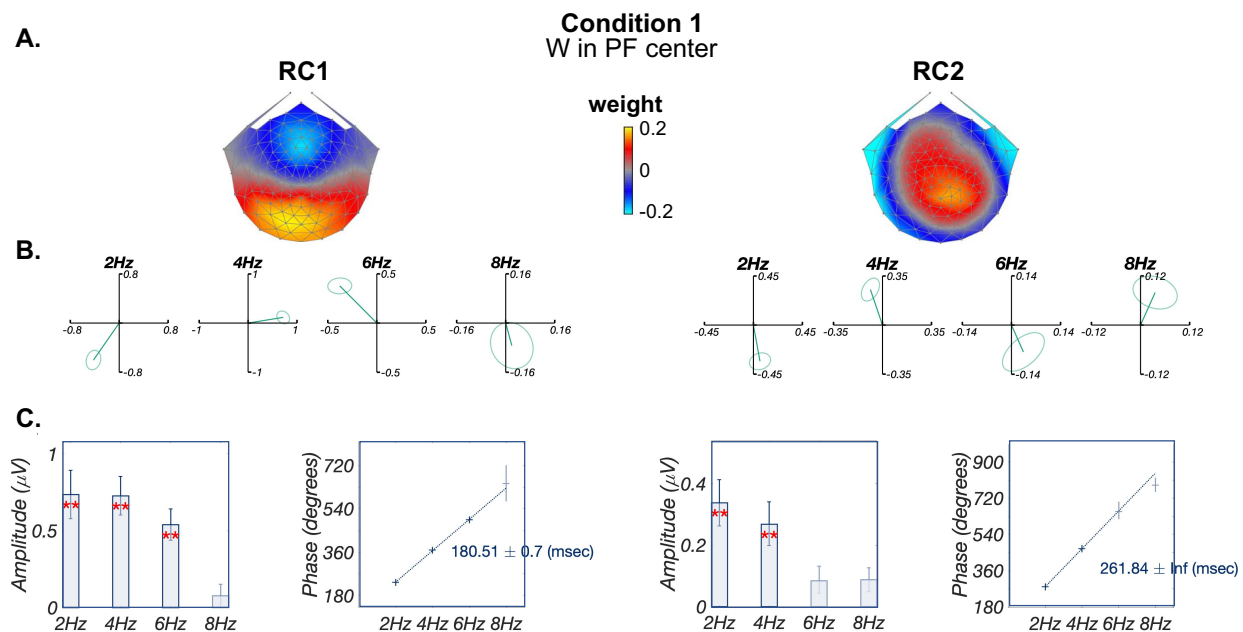 Condition 1
A.
W in PF center
RC1
RC2
weight
0.2
0
-0.2
B.
2Hz 4Hz 6Hz 8Hz
0.8 1 0.5 0.16
-0.8 0.8 -1 1 -0.5 0.5 -0.16 0.16
-0.8 -1 -0.5 -0.16
2Hz 4Hz 6Hz 8Hz
0.45 0.35 0.14 0.12
-0.45 0.45 -0.35 0.35 -0.14 0.14 -0.12 0.12
-0.45 -0.35 -0.14 -0.12
C.
Amplitude (μV)
1
0.5
0
** ** **
2Hz 4Hz 6Hz 8Hz
Phase (degrees)
720
540
360
180
180.51 ± 0.7 (msec)
2Hz 4Hz 6Hz 8Hz
Amplitude (μV)
0.4
0.2
0
** **
2Hz 4Hz 6Hz 8Hz
Phase (degrees)
900
720
540
360
180
261.84 ± Inf (msec)
2Hz 4Hz 6Hz 8Hz